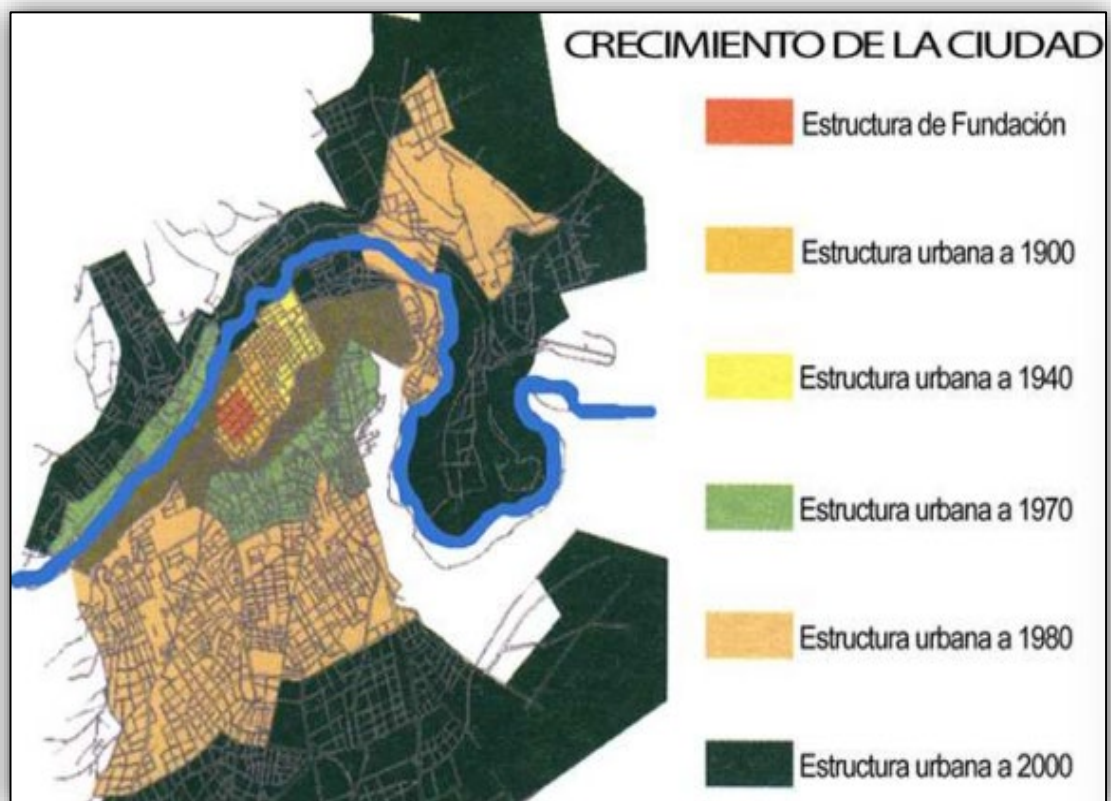 CRECIMIENTO DE LA CIUDAD
Estructura de Fundación
Estructura urbana a 1900
Estructura urbana a 1940
Estructura urbana a 1970
Estructura urbana a 1980
Estructura urbana a 2000